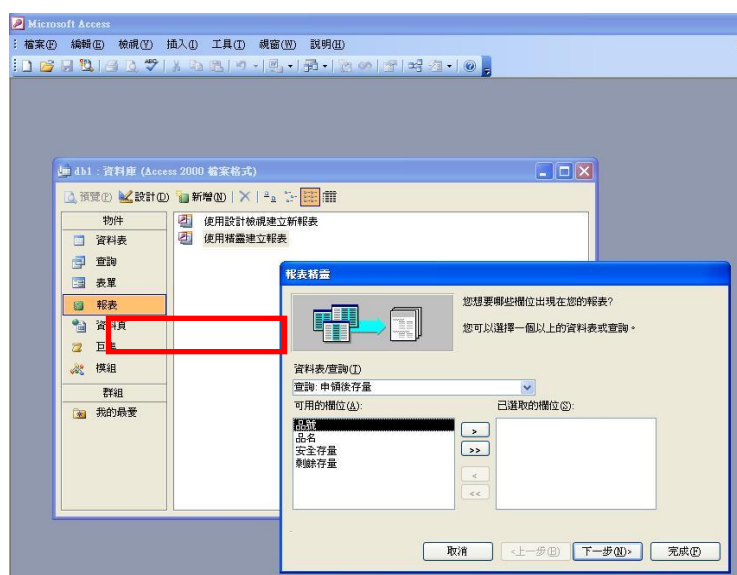 Microsoft Access
檔案(F) 編輯(E) 檢視(V) 插入(I) 工具(T) 視窗(W) 說明(H)
db1 : 資料庫 (Access 2000 檔案格式)
預覽(P) 設計(D) 新增(N)
物件
資料表
查詢
表單
報表
資料頁
巨集
模組
群組
我的最愛
使用設計檢視建立新報表
使用精靈建立報表
報表精靈
您想要哪些欄位出現在您的報表?
您可以選擇一個以上的資料表或查詢。
資料表/查詢(T)
查詢: 申領後存量
可用的欄位(A):
已選取的欄位(S):
品號
品名
安全存量
剩餘存量
>
>>
<
<<
取消 <上一步(B) 下一步(N)> 完成(F)